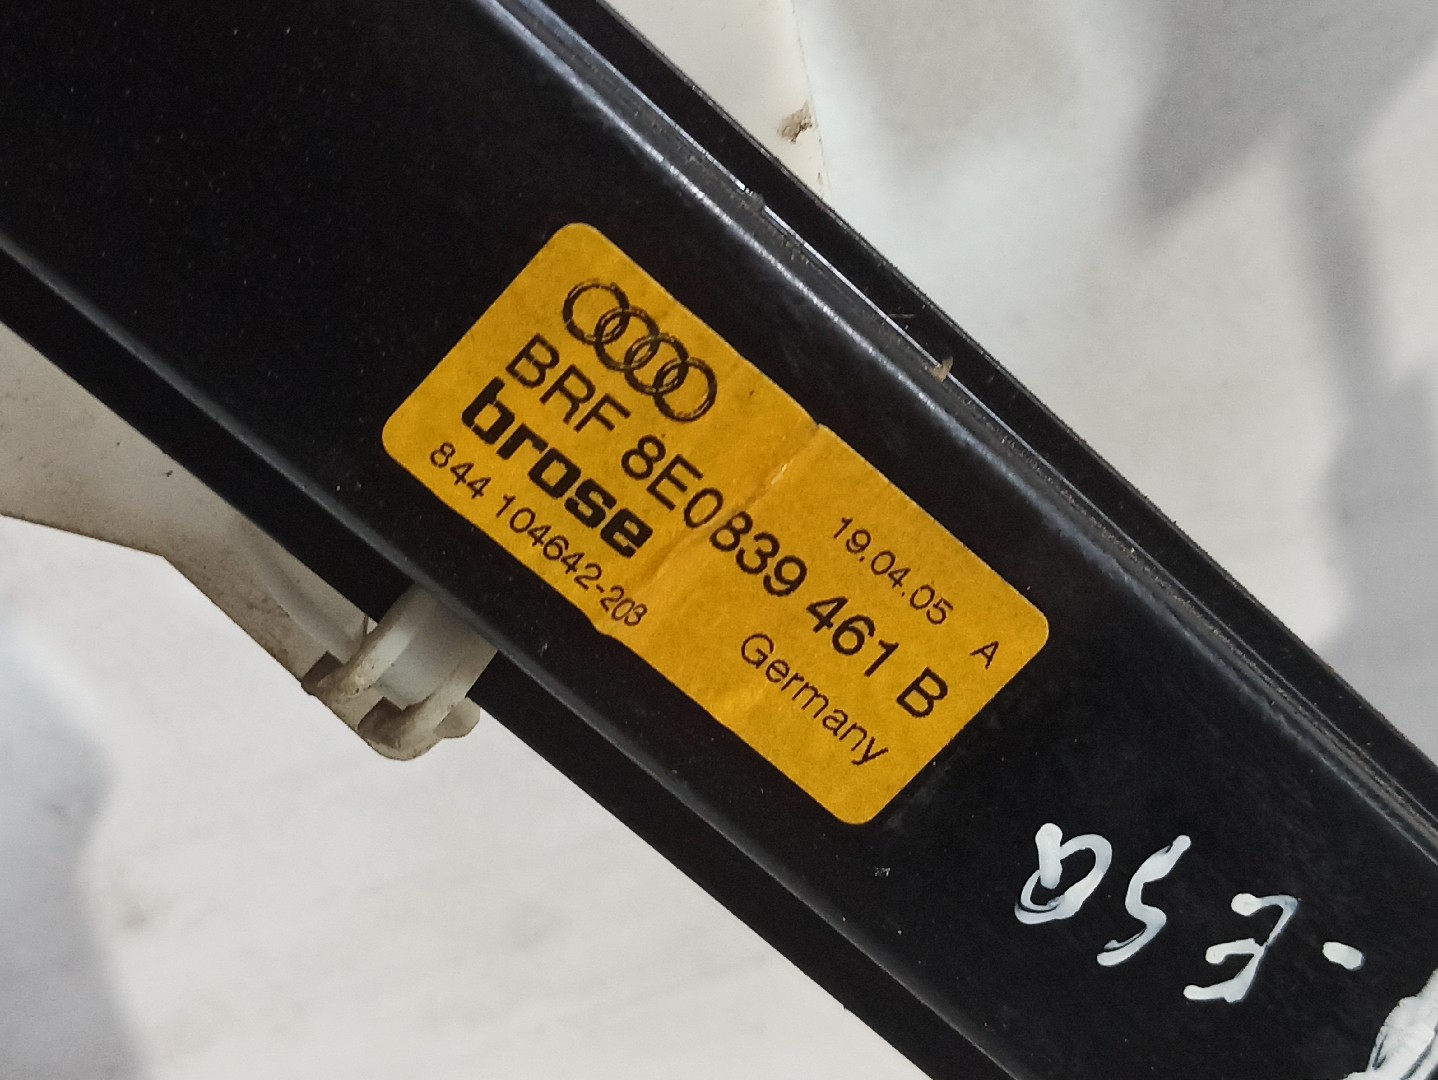 19.04.05 A
BRF 8E0839 461 B
brose
Germany
844 104642-203